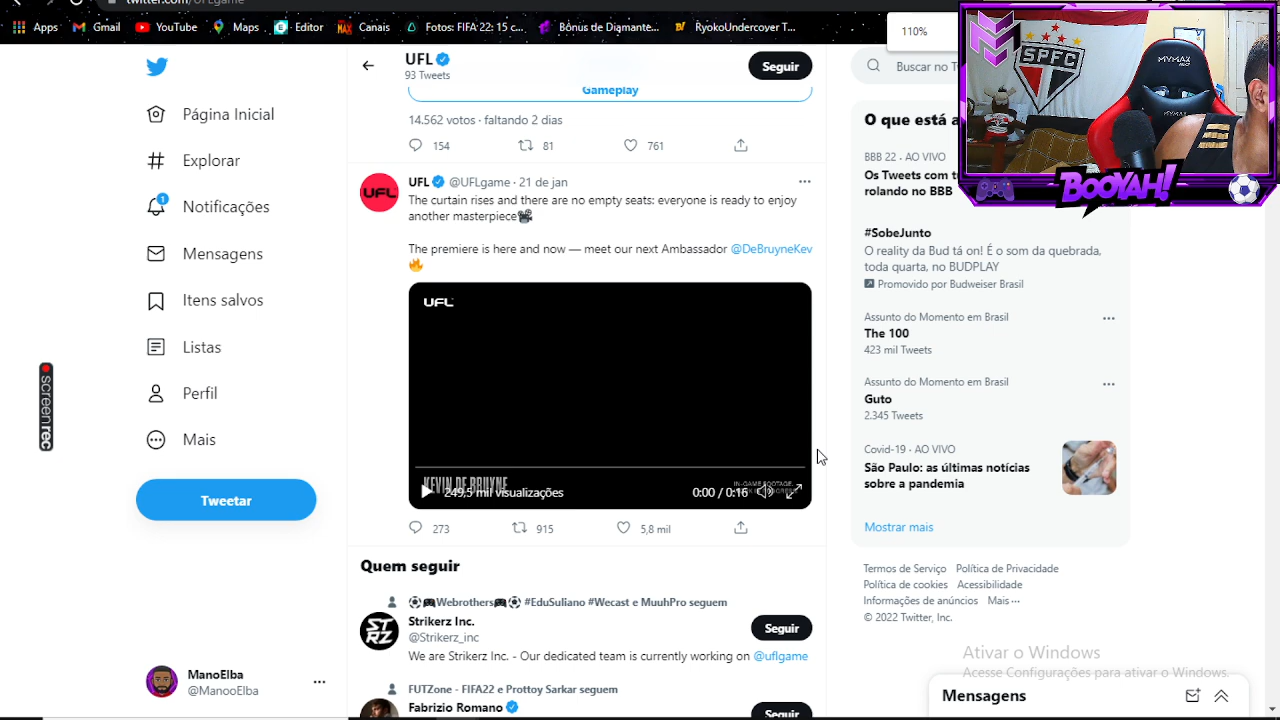 twitter.com/UFLgame
Apps
Gmail
YouTube
Maps
Editor
Canais
Dicas: FIFA 22: 15 c...
Bônus de Diamante...
RyokoUndercover T...
110%
UFL
93 Tweets
Seguir
Gameplay
14.562 votos · faltando 2 dias
154
81
761
UFL @UFLgame · 21 de jan
The curtain rises and there are no empty seats: everyone is ready to enjoy
another masterpiece📽
The premiere is here and now — meet our next Ambassador @DeBruyneKev
🔥
UFL
UFL
KEVIN DE BRUYNE
249,5 mil visualizações
0:00 / 0:16
273
915
5,8 mil
Quem seguir
⚽🎮Webrothers🎮⚽ #EduSuliano #Wecast e MuuhPro seguem
STRZ
Strikerz Inc.
@Strikerz_inc
Seguir
We are Strikerz Inc. - Our dedicated team is currently working on @uflgame
FUTZone - FIFA22 e Prottoy Sarkar seguem
Fabrizio Romano
Seguir
Página Inicial
Explorar
1
Notificações
Mensagens
Itens salvos
Listas
Perfil
Mais
Tweetar
ManoElba
@ManooElba
screenrec
Buscar no T
O que está a
BBB 22 · AO VIVO
Os Tweets com t
rolando no BBB
#SobeJunto
O reality da Bud tá on! É o som da quebrada,
toda quarta, no BUDPLAY
Promovido por Budweiser Brasil
Assunto do Momento em Brasil
The 100
423 mil Tweets
Assunto do Momento em Brasil
Guto
2.345 Tweets
Covid-19 · AO VIVO
São Paulo: as últimas notícias
sobre a pandemia
Mostrar mais
Termos de Serviço Política de Privacidade
Política de cookies Acessibilidade
Informações de anúncios Mais ···
© 2022 Twitter, Inc.
Ativar o Windows
Acesse Configurações para ativar o Windows.
Mensagens
SPFC
MYMAX
BOOYAH!